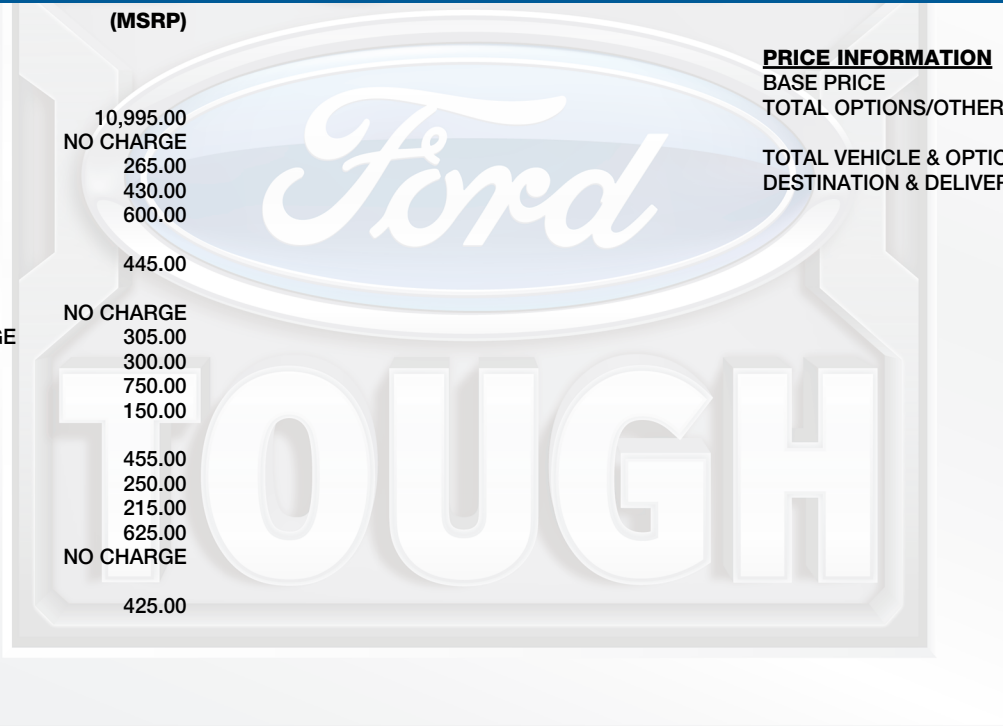 (MSRP)
10,995.00
NO CHARGE
265.00
430.00
600.00
445.00
NO CHARGE
GE 305.00
300.00
750.00
150.00
455.00
250.00
215.00
625.00
NO CHARGE
425.00
PRICE INFORMATION
BASE PRICE
TOTAL OPTIONS/OTHER
TOTAL VEHICLE & OPTIO
DESTINATION & DELIVER
Ford
TOUGH